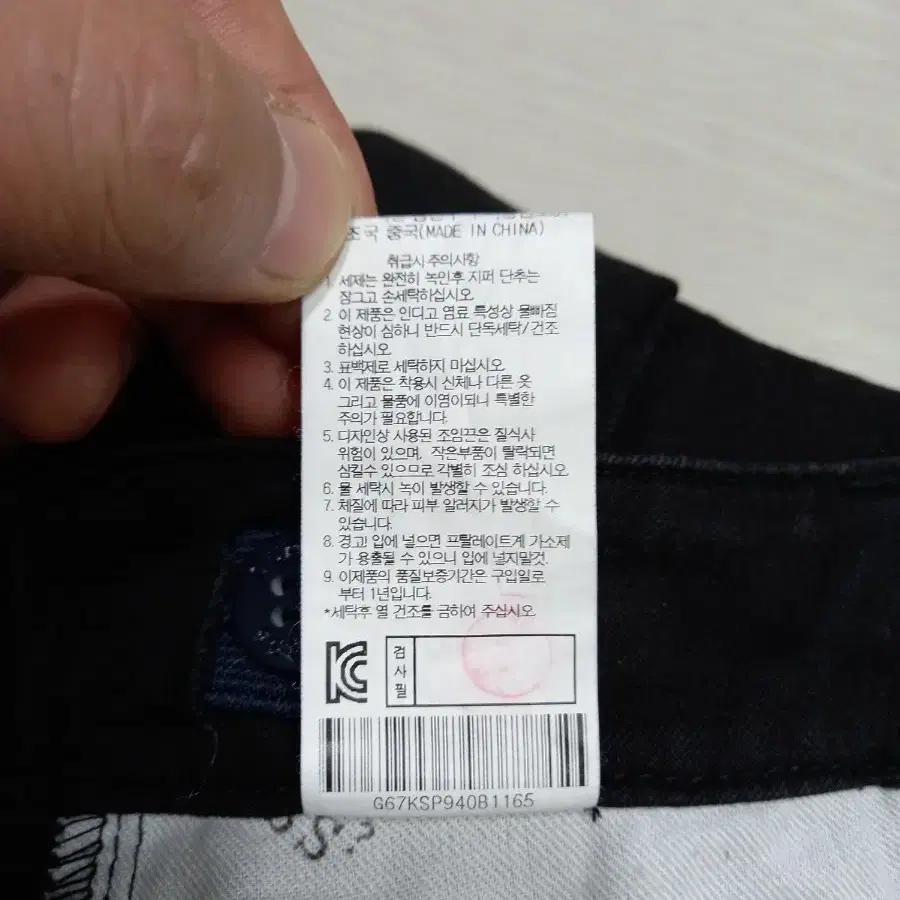 조국 중국(MADE IN CHINA)
취급시 주의사항
1. 세제는 완전히 녹인후 지퍼 단추는
잠그고 손세탁하십시오.
2. 이 제품은 인디고 염료 특성상 물빠짐
현상이 심하니 반드시 단독세탁/건조
하십시오
3. 표백제로 세탁하지 마십시오.
4. 이 제품은 착용시 신체나 다른 옷
그리고 물품에 이염이되니 특별한
주의가 필요합니다.
5. 디자인상 사용된 조임끈은 질식사
위험이 있으며, 작은부품이 탈락되면
삼킬수 있으므로 각별히 조심 하십시오.
6. 물 세탁시 녹이 발생할 수 있습니다.
7. 체질에 따라 피부 알러지가 발생할 수
있습니다.
8. 경고! 입에 넣으면 프탈레이트계 가소제
가 용출될 수 있으니 입에 넣지말것.
9. 이제품의 품질보증기간은 구입일로
부터 1년입니다.
*세탁후 열 건조를 금하여 주십시오.
KC
검사필
G67KSP940B1165